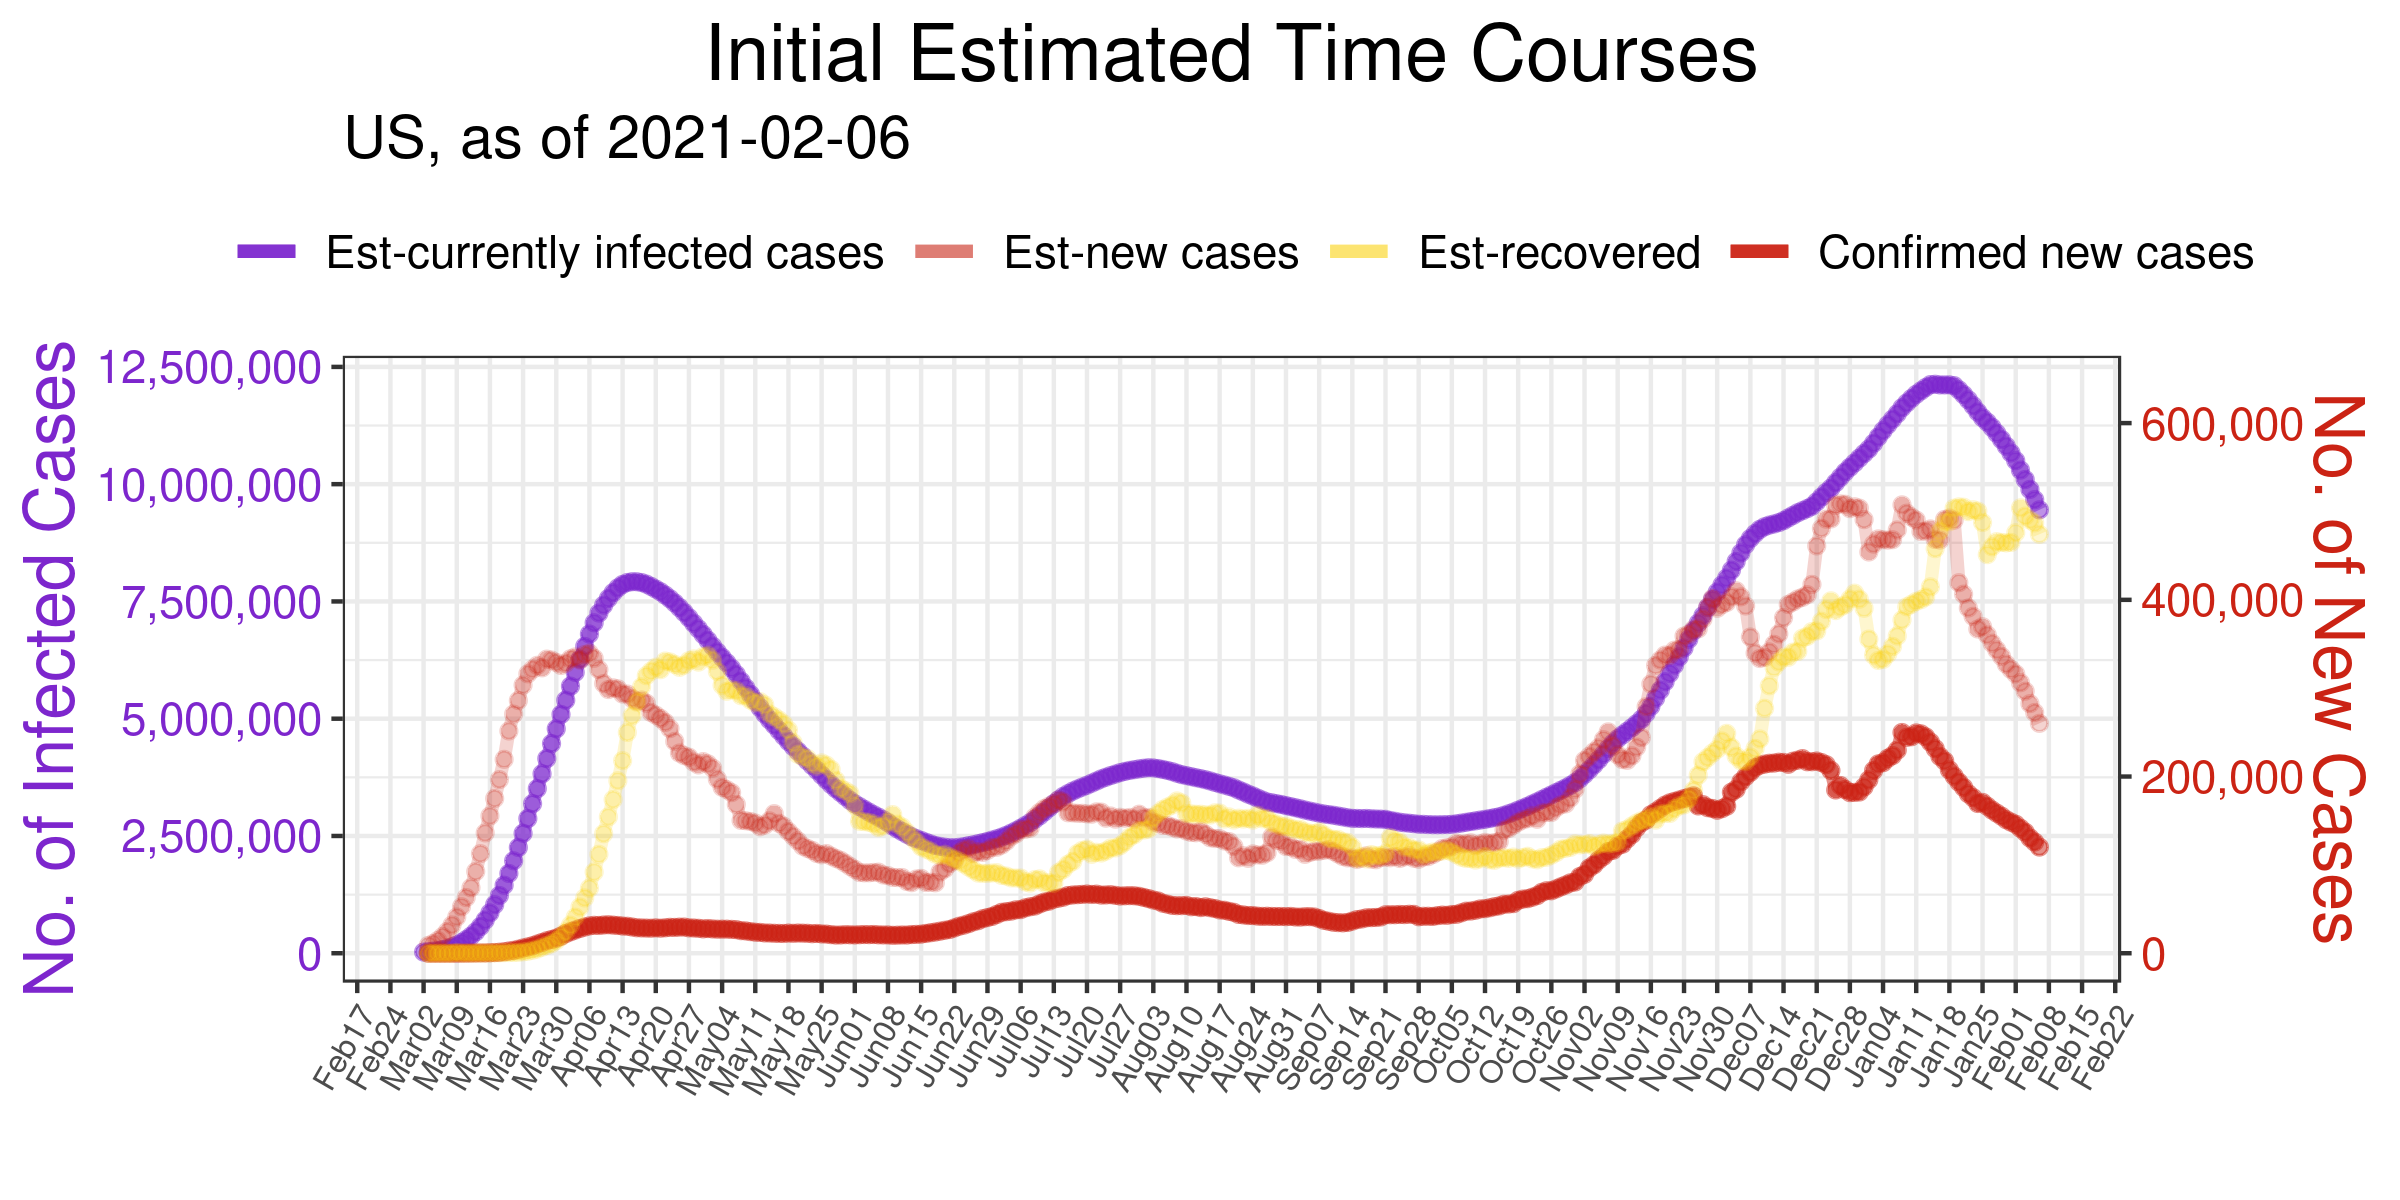 Initial Estimated Time Courses
US, as of 2021-02-06
Est-currently infected cases
Est-new cases
Est-recovered
Confirmed new cases
No. of Infected Cases
12,500,000
10,000,000
7,500,000
5,000,000
2,500,000
0
600,000
400,000
200,000
0
No. of New Cases
Feb17
Feb24
Mar02
Mar09
Mar16
Mar23
Mar30
Apr06
Apr13
Apr20
Apr27
May04
May11
May18
May25
Jun01
Jun08
Jun15
Jun22
Jun29
Jul06
Jul13
Jul20
Jul27
Aug03
Aug10
Aug17
Aug24
Aug31
Sep07
Sep14
Sep21
Sep28
Oct05
Oct12
Oct19
Oct26
Nov02
Nov09
Nov16
Nov23
Nov30
Dec07
Dec14
Dec21
Dec28
Jan04
Jan11
Jan18
Jan25
Feb01
Feb08
Feb15
Feb22